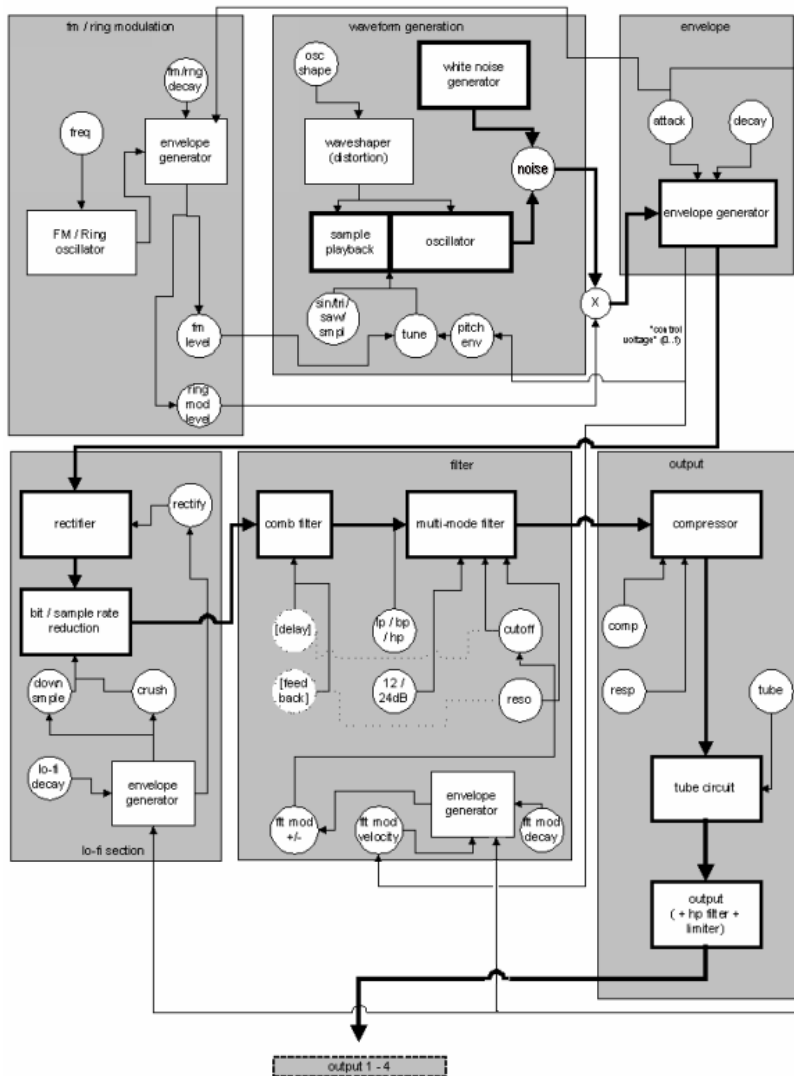 fm / ring modulation
fm/rng
decay
freq
envelope
generator
FM / Ring
oscillator
fm
level
ring
mod
level
waveform generation
osc
shape
white noise
generator
waveshaper
(distortion)
noise
sample
playback
oscillator
sin/tri/
saw/
smpl
tune
pitch
env
X
envelope
attack
decay
envelope generator
"control
voltage" (0..1)
rectifier
rectify
bit / sample rate
reduction
down
smple
crush
lo-fi
decay
envelope
generator
lo-fi section
filter
comb filter
multi-mode filter
[delay]
lp / bp
/ hp
cutoff
[feed
back]
12 /
24dB
reso
envelope
generator
flt mod
+/-
flt mod
velocity
flt mod
decay
output
compressor
comp
resp
tube
tube circuit
output
( + hp filter +
limiter)
output 1 - 4